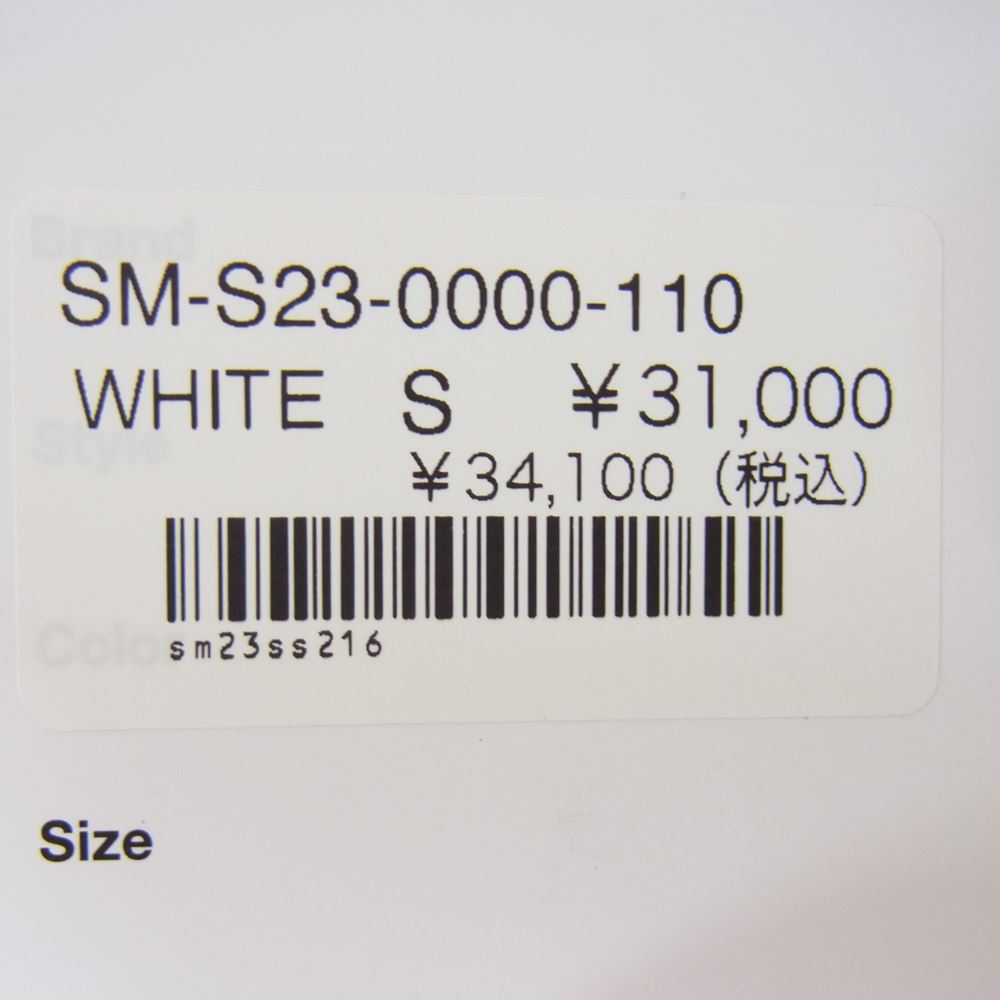 Brand
SM-S23-0000-110
WHITE S ¥31,000
Style
¥34,100 (税込)
Color
sm23ss216
Size